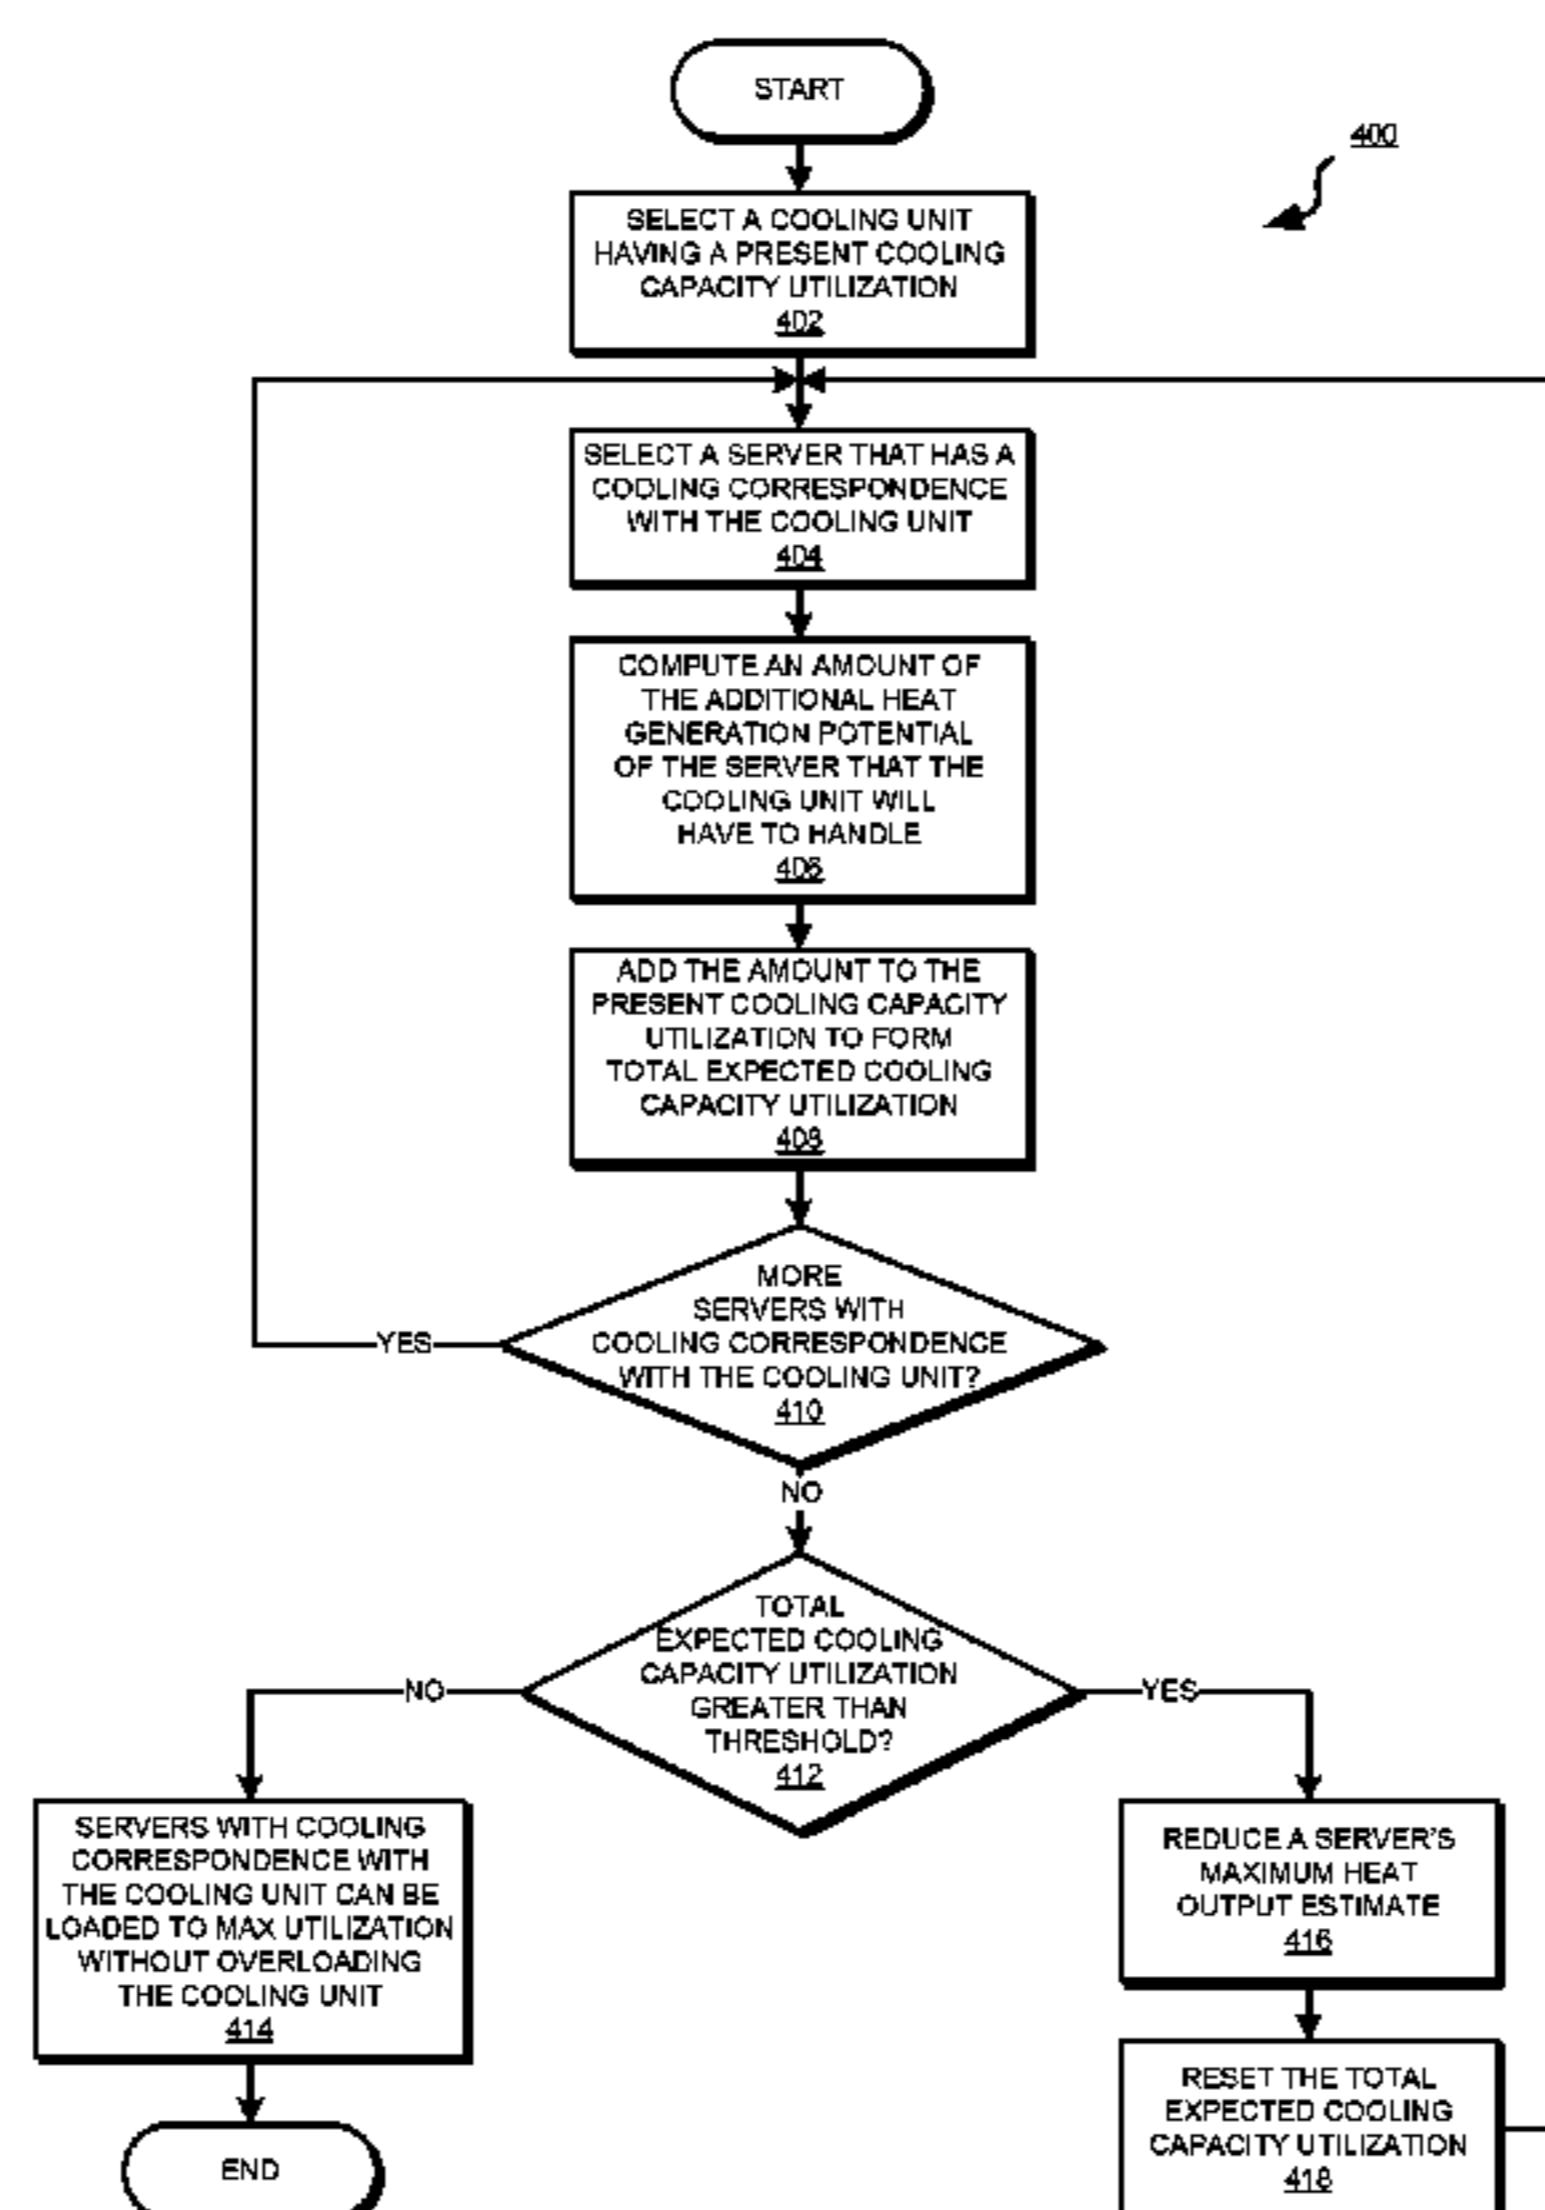 START
400
SELECT A COOLING UNIT
HAVING A PRESENT COOLING
CAPACITY UTILIZATION
402
SELECT A SERVER THAT HAS A
COOLING CORRESPONDENCE
WITH THE COOLING UNIT
404
COMPUTE AN AMOUNT OF
THE ADDITIONAL HEAT
GENERATION POTENTIAL
OF THE SERVER THAT THE
COOLING UNIT WILL
HAVE TO HANDLE
406
ADD THE AMOUNT TO THE
PRESENT COOLING CAPACITY
UTILIZATION TO FORM
TOTAL EXPECTED COOLING
CAPACITY UTILIZATION
408
MORE
SERVERS WITH
COOLING CORRESPONDENCE
WITH THE COOLING UNIT?
410
YES
NO
TOTAL
EXPECTED COOLING
CAPACITY UTILIZATION
GREATER THAN
THRESHOLD?
412
NO
YES
SERVERS WITH COOLING
CORRESPONDENCE WITH
THE COOLING UNIT CAN BE
LOADED TO MAX UTILIZATION
WITHOUT OVERLOADING
THE COOLING UNIT
414
END
REDUCE A SERVER'S
MAXIMUM HEAT
OUTPUT ESTIMATE
416
RESET THE TOTAL
EXPECTED COOLING
CAPACITY UTILIZATION
418